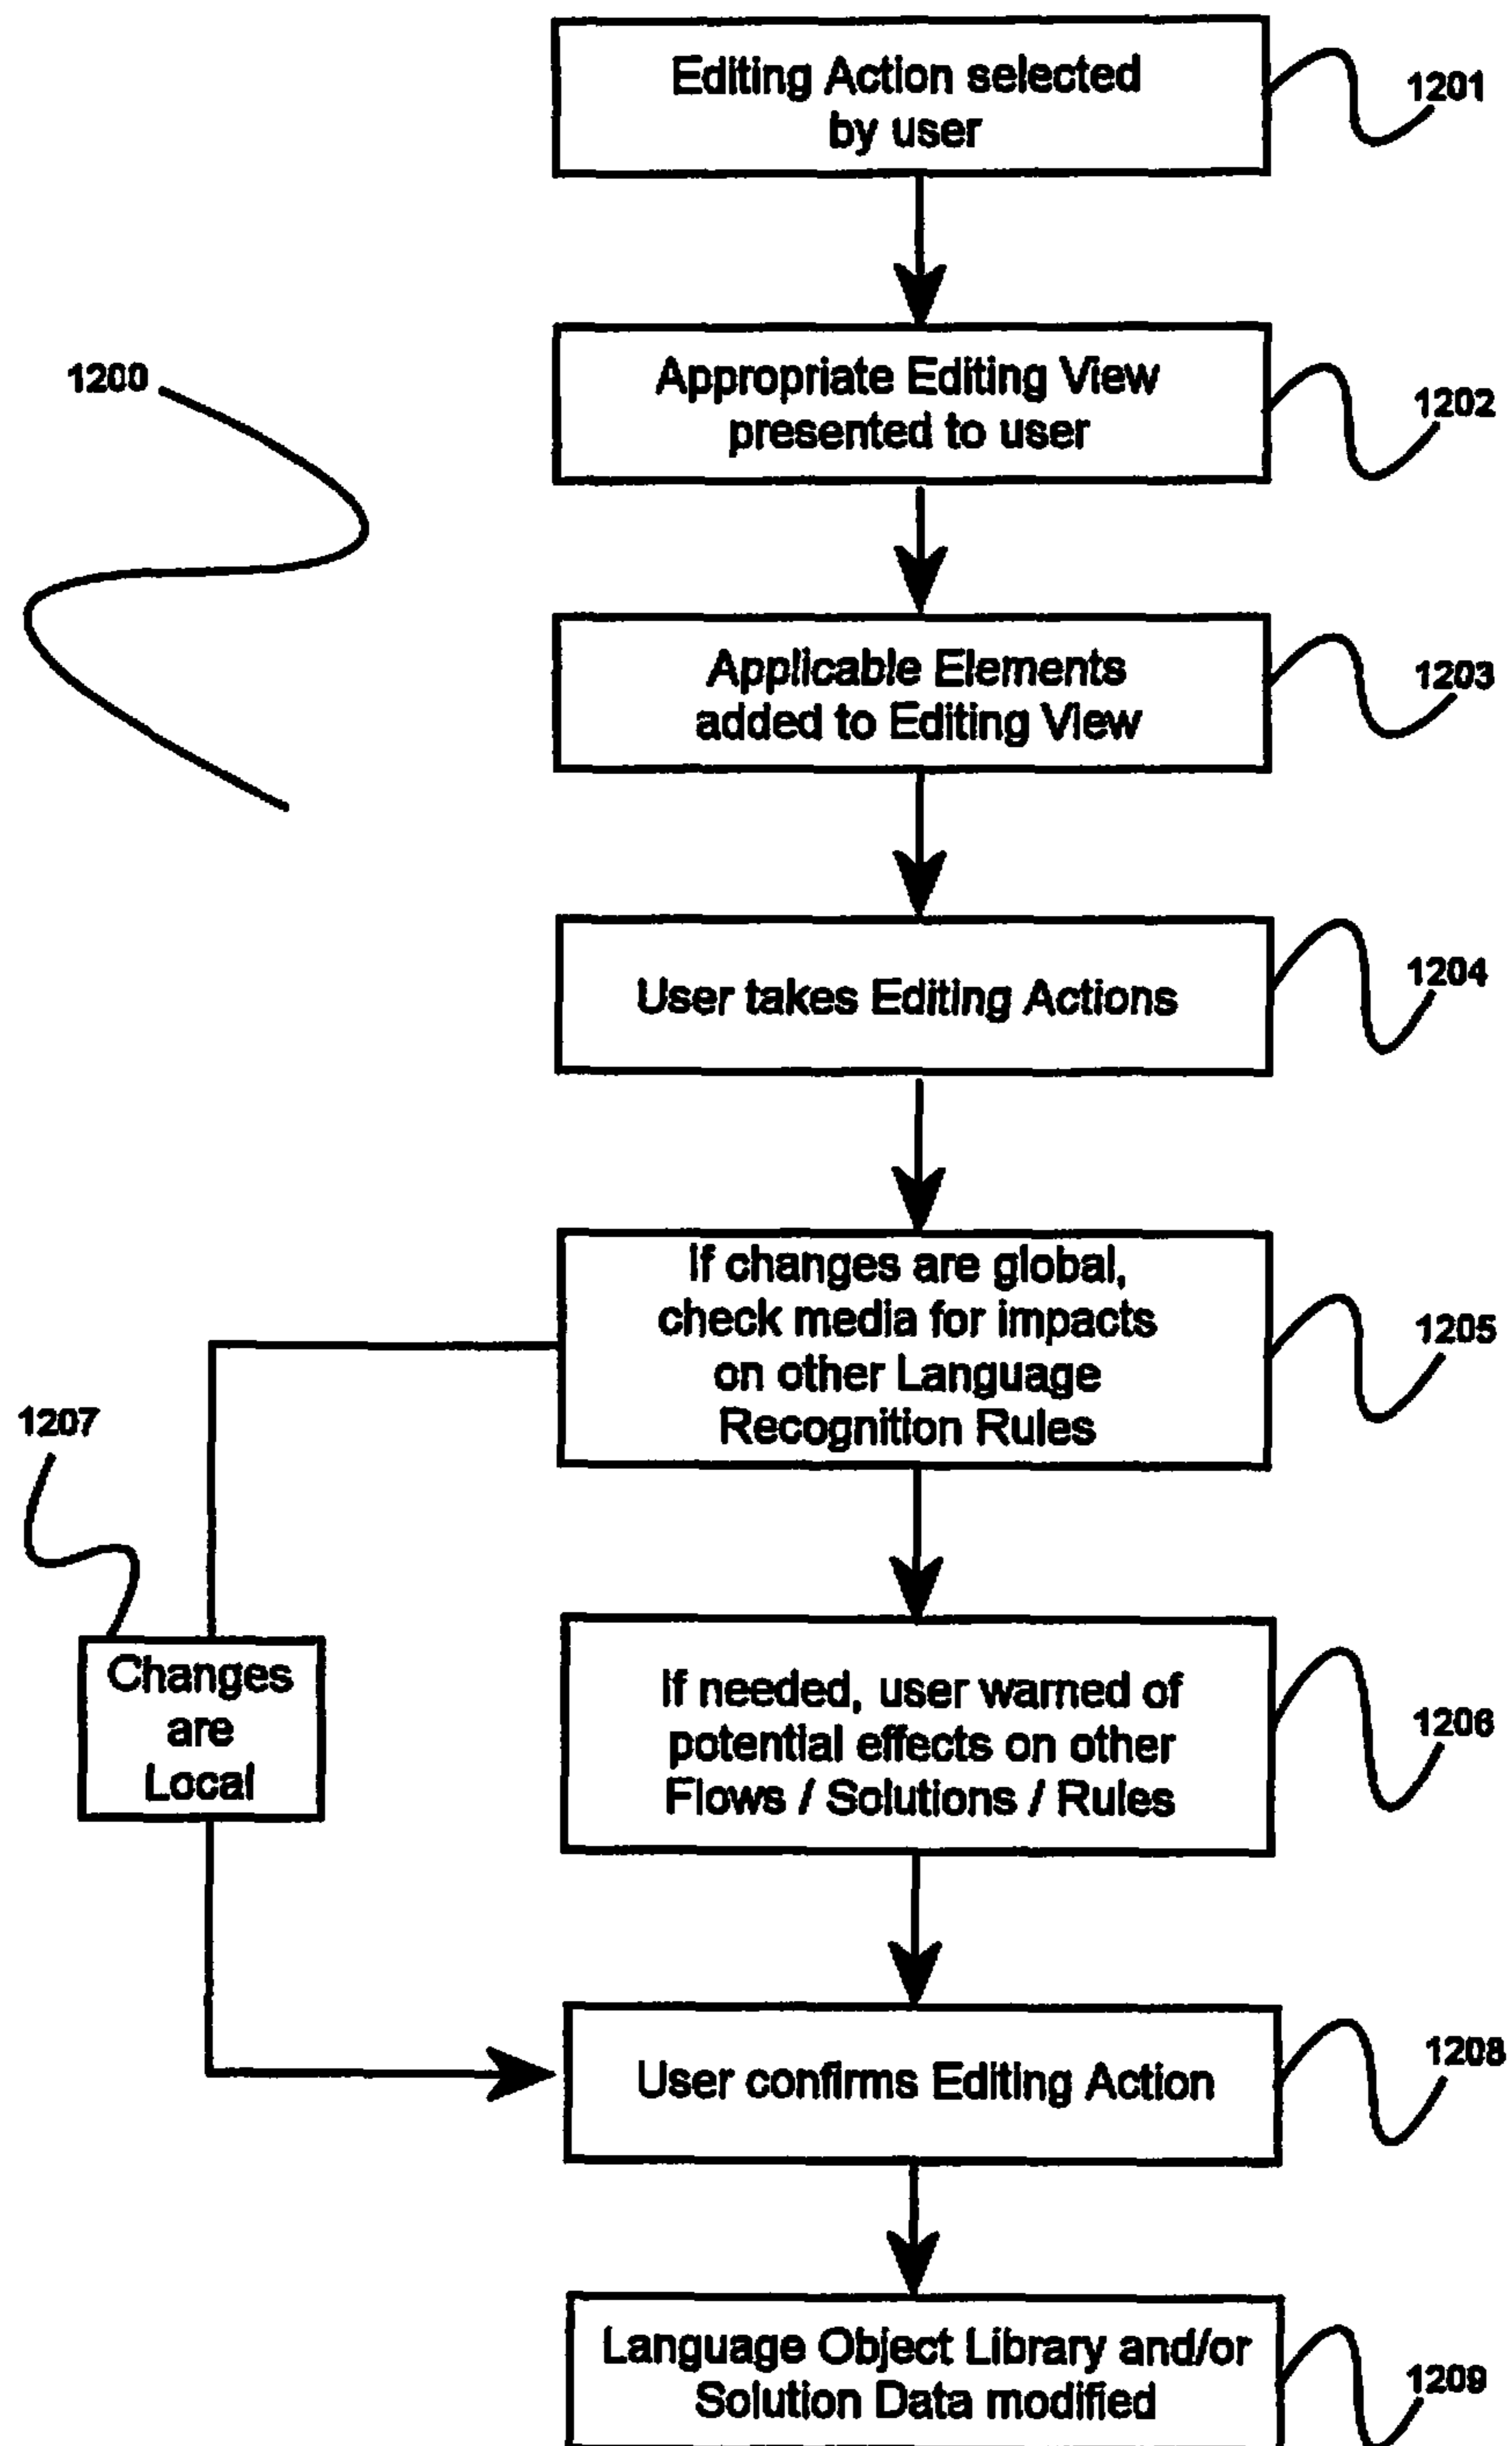 Editing Action selected
by user
1201
1200
Appropriate Editing View
presented to user
1202
Applicable Elements
added to Editing View
1203
User takes Editing Actions
1204
If changes are global,
check media for impacts
on other Language
Recognition Rules
1205
1207
Changes
are
Local
If needed, user warned of
potential effects on other
Flows / Solutions / Rules
1206
User confirms Editing Action
1208
Language Object Library and/or
Solution Data modified
1209